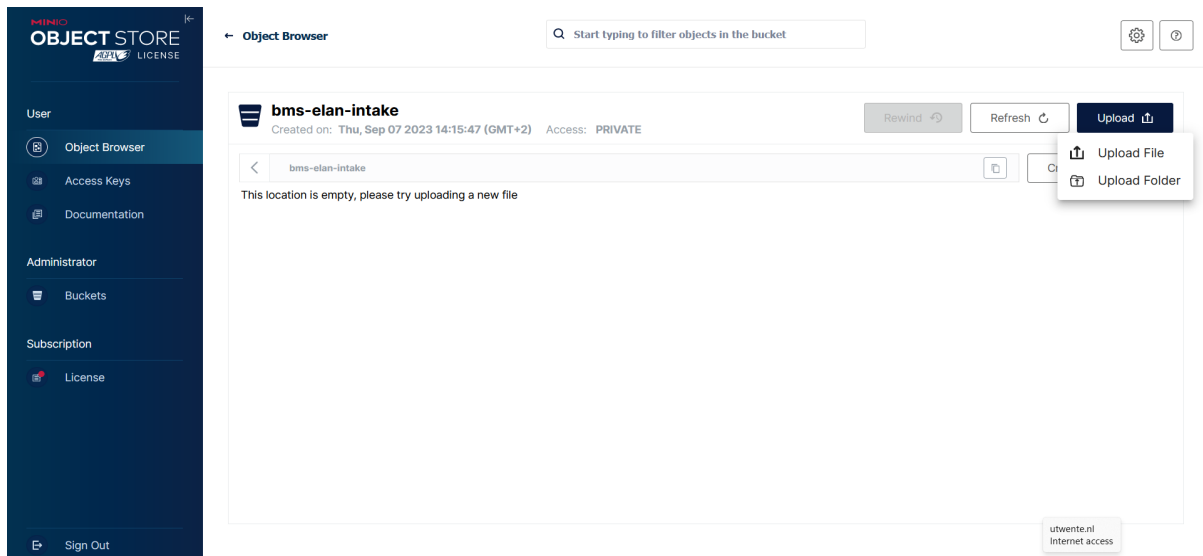 MINIO
OBJECT STORE
LICENSE
← Object Browser
Start typing to filter objects in the bucket
User
Object Browser
Access Keys
Documentation
Administrator
Buckets
Subscription
License
Sign Out
bms-elan-intake
Created on: Thu, Sep 07 2023 14:15:47 (GMT+2) Access: PRIVATE
Rewind
Refresh
Upload
Upload File
Upload Folder
bms-elan-intake
This location is empty, please try uploading a new file
utwente.nl
Internet access